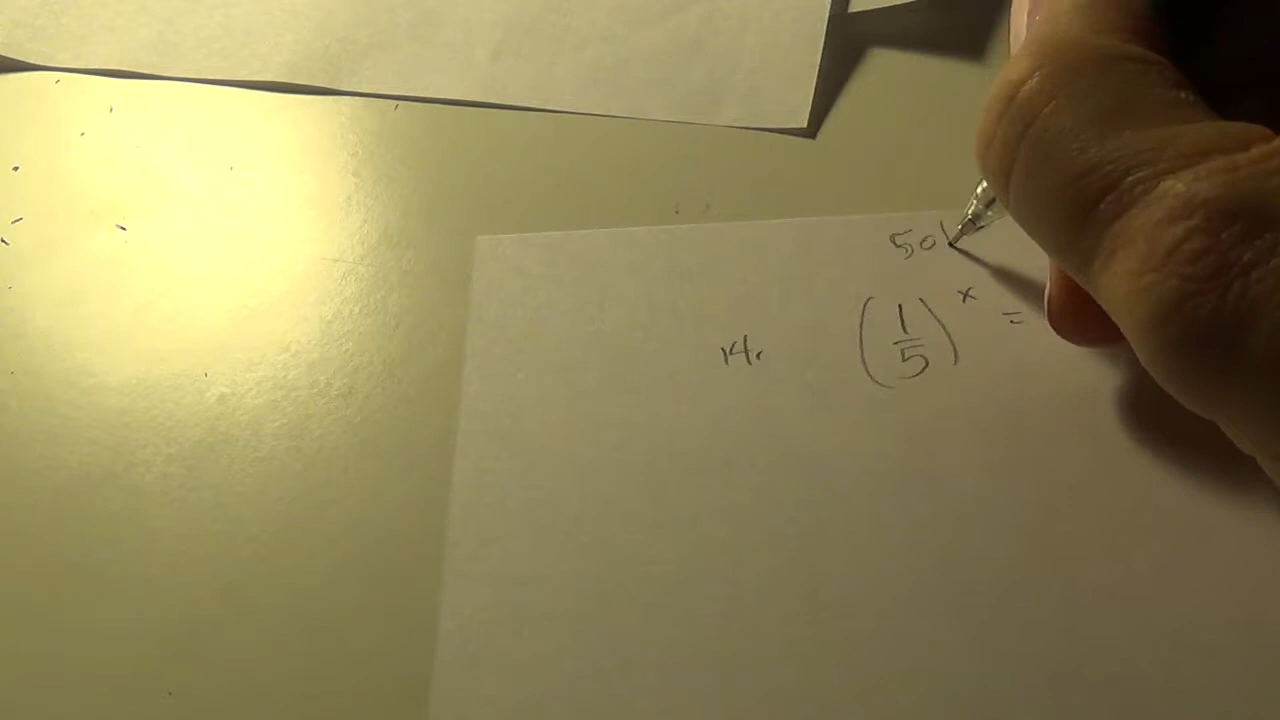 sol
14. (1/5)^x =